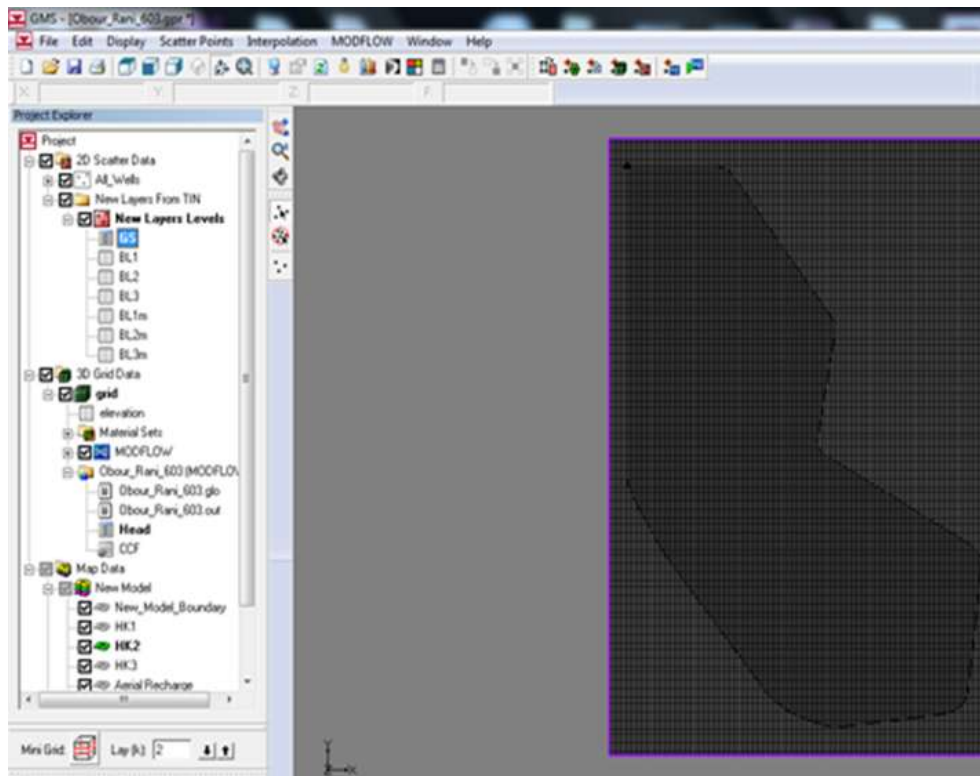 GMS - [Obour_Rani_603.gpr *]
File Edit Display Scatter Points Interpolation MODFLOW Window Help
X: Y: Z: F:
Project Explorer
Project
2D Scatter Data
All_Wells
New Layers From TIN
New Layers Levels
GS
BL1
BL2
BL3
BL1m
BL2m
BL3m
3D Grid Data
grid
elevation
Material Sets
MODFLOW
Obour_Rani_603 (MODFLOW
Obour_Rani_603.glo
Obour_Rani_603.out
Head
CCF
Map Data
New Model
New_Model_Boundary
HK1
HK2
HK3
Aerial Recharge
Mini Grid: Lay (k): 2
Y
Z X